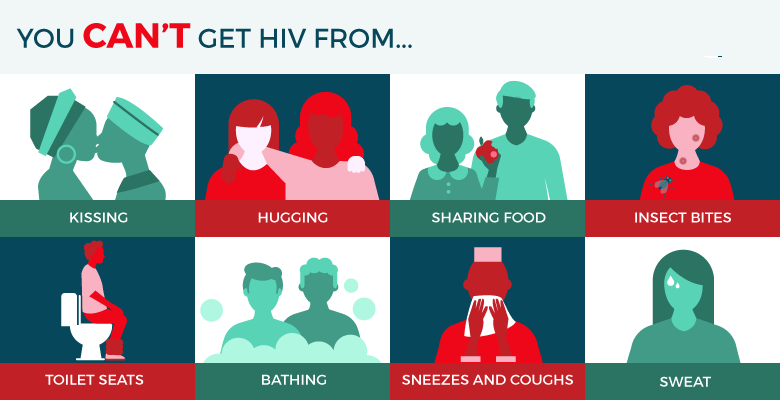 YOU CAN'T GET HIV FROM...
KISSING
HUGGING
SHARING FOOD
INSECT BITES
TOILET SEATS
BATHING
SNEEZES AND COUGHS
SWEAT